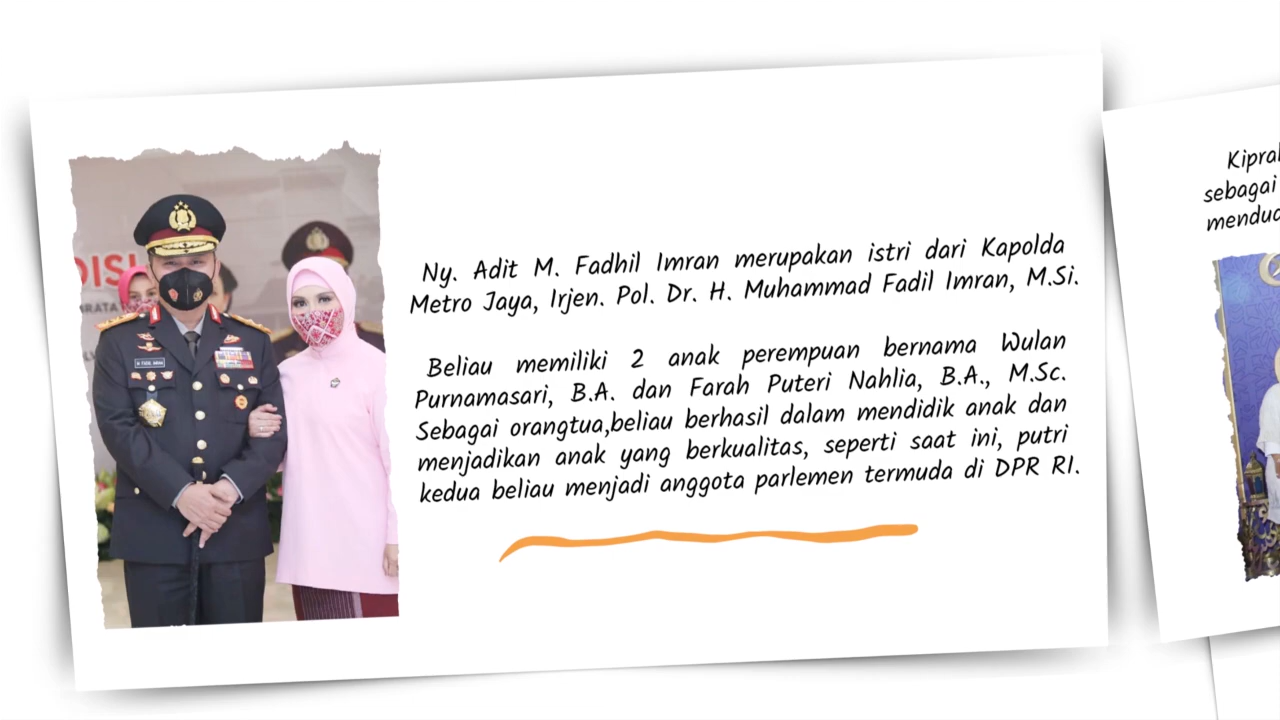 Ny. Adit M. Fadhil Imran merupakan istri dari Kapolda
Metro Jaya, Irjen. Pol. Dr. H. Muhammad Fadil Imran, M.Si.
Beliau memiliki 2 anak perempuan bernama Wulan
Purnamasari, B.A. dan Farah Puteri Nahlia, B.A., M.Sc.
Sebagai orangtua,beliau berhasil dalam mendidik anak dan
menjadikan anak yang berkualitas, seperti saat ini, putri
kedua beliau menjadi anggota parlemen termuda di DPR RI.
sebagai